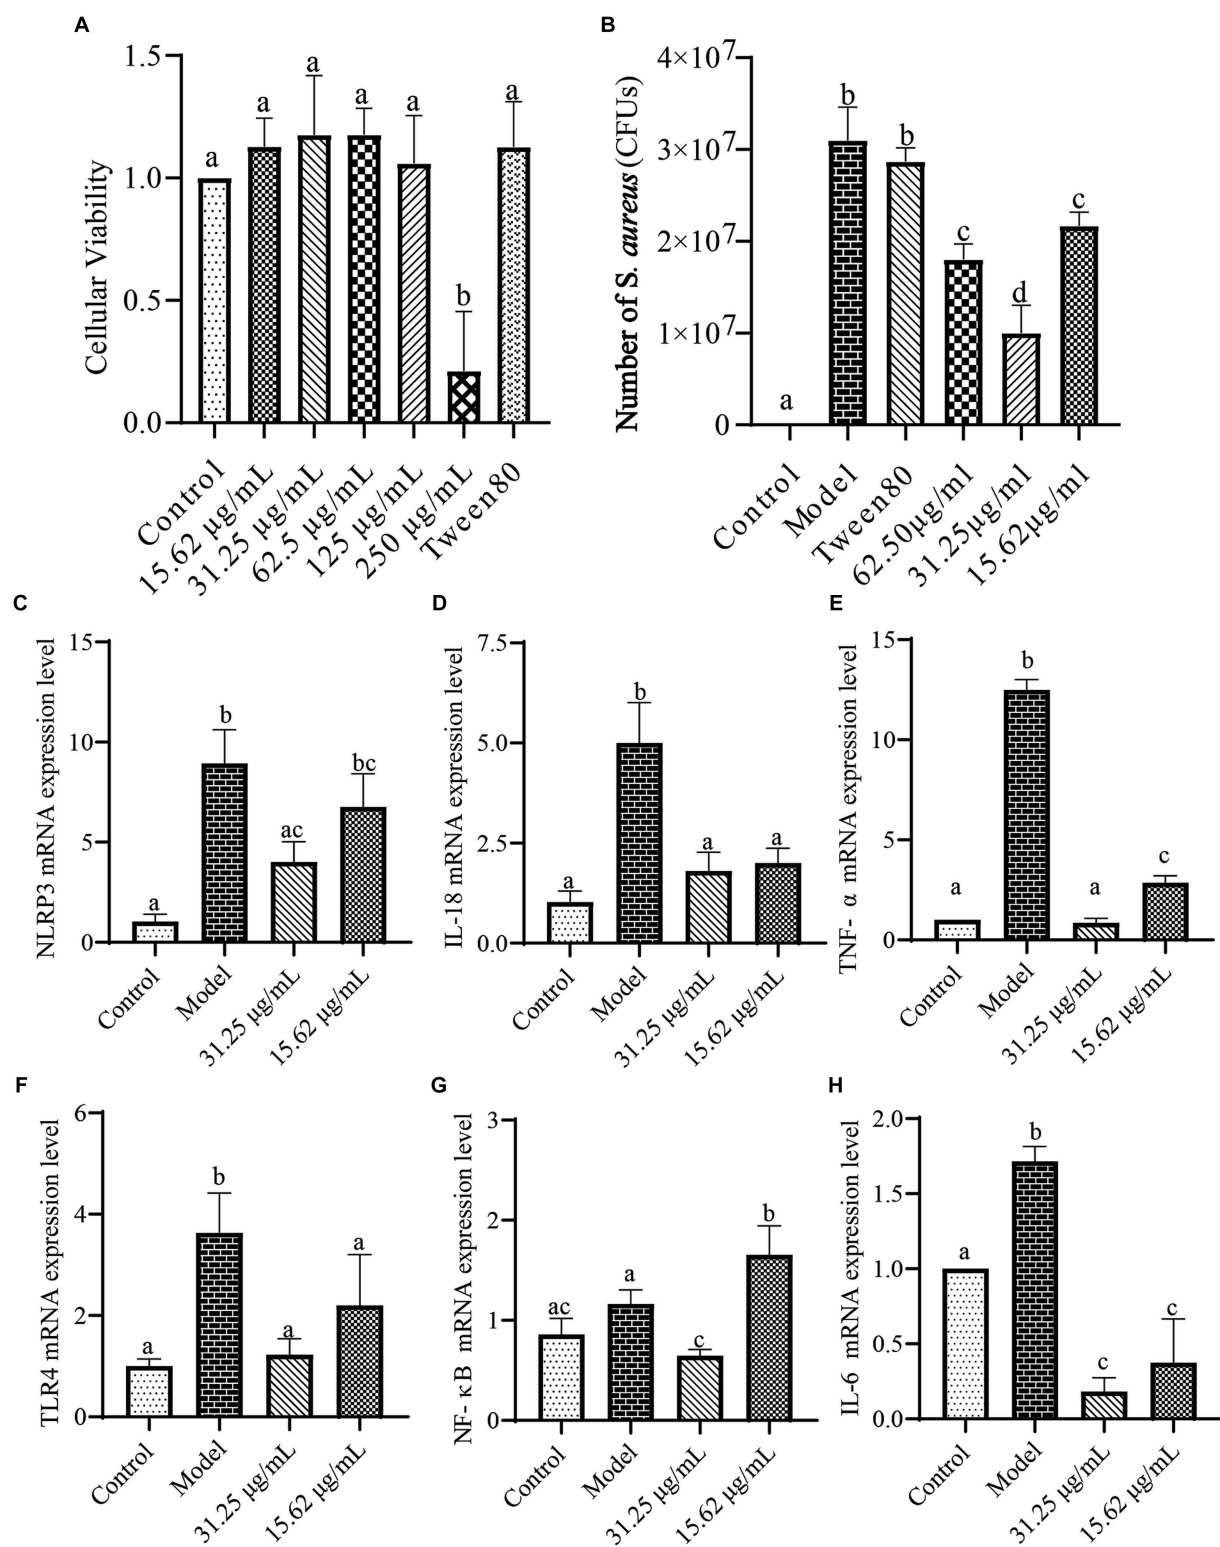 A
Cellular Viability
1.5
1.0
0.5
0.0
a
a
a
a
a
b
a
Control
15.62 μg/mL
31.25 μg/mL
62.5 μg/mL
125 μg/mL
250 μg/mL
Tween80
B
Number of S. aureus (CFUs)
4×10⁷
3×10⁷
2×10⁷
1×10⁷
0
a
b
b
c
d
c
Control
Model
Tween80
62.50μg/ml
31.25μg/ml
15.62μg/ml
C
NLRP3 mRNA expression level
15
10
5
0
a
b
ac
bc
Control
Model
31.25 μg/mL
15.62 μg/mL
D
IL-18 mRNA expression level
7.5
5.0
2.5
0.0
a
b
a
a
Control
Model
31.25 μg/mL
15.62 μg/mL
E
TNF- α mRNA expression level
15
10
5
0
a
b
a
c
Control
Model
31.25 μg/mL
15.62 μg/mL
F
TLR4 mRNA expression level
6
4
2
0
a
b
a
a
Control
Model
31.25 μg/mL
15.62 μg/mL
G
NF- κB mRNA expression level
3
2
1
0
ac
a
c
b
Control
Model
31.25 μg/mL
15.62 μg/mL
H
IL-6 mRNA expression level
2.0
1.5
1.0
0.5
0.0
a
b
c
c
Control
Model
31.25 μg/mL
15.62 μg/mL